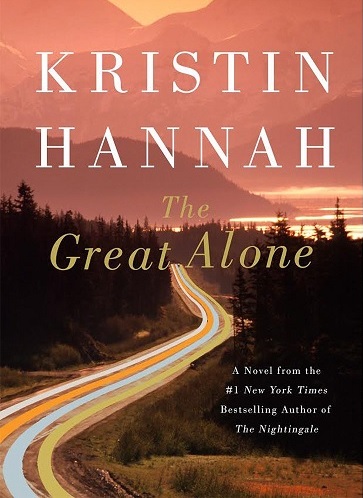 KRISTIN
HANNAH
The
Great Alone
A Novel from the
#1 New York Times
Bestselling Author of
The Nightingale